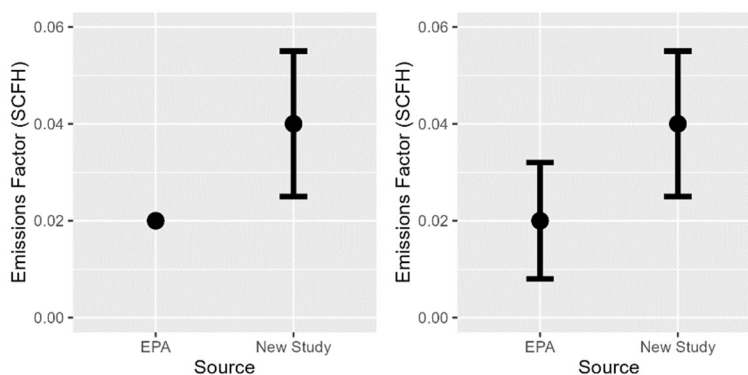 Emissions Factor (SCFH)
0.06
0.04
0.02
0.00
EPA New Study
Source
Emissions Factor (SCFH)
0.06
0.04
0.02
0.00
EPA New Study
Source